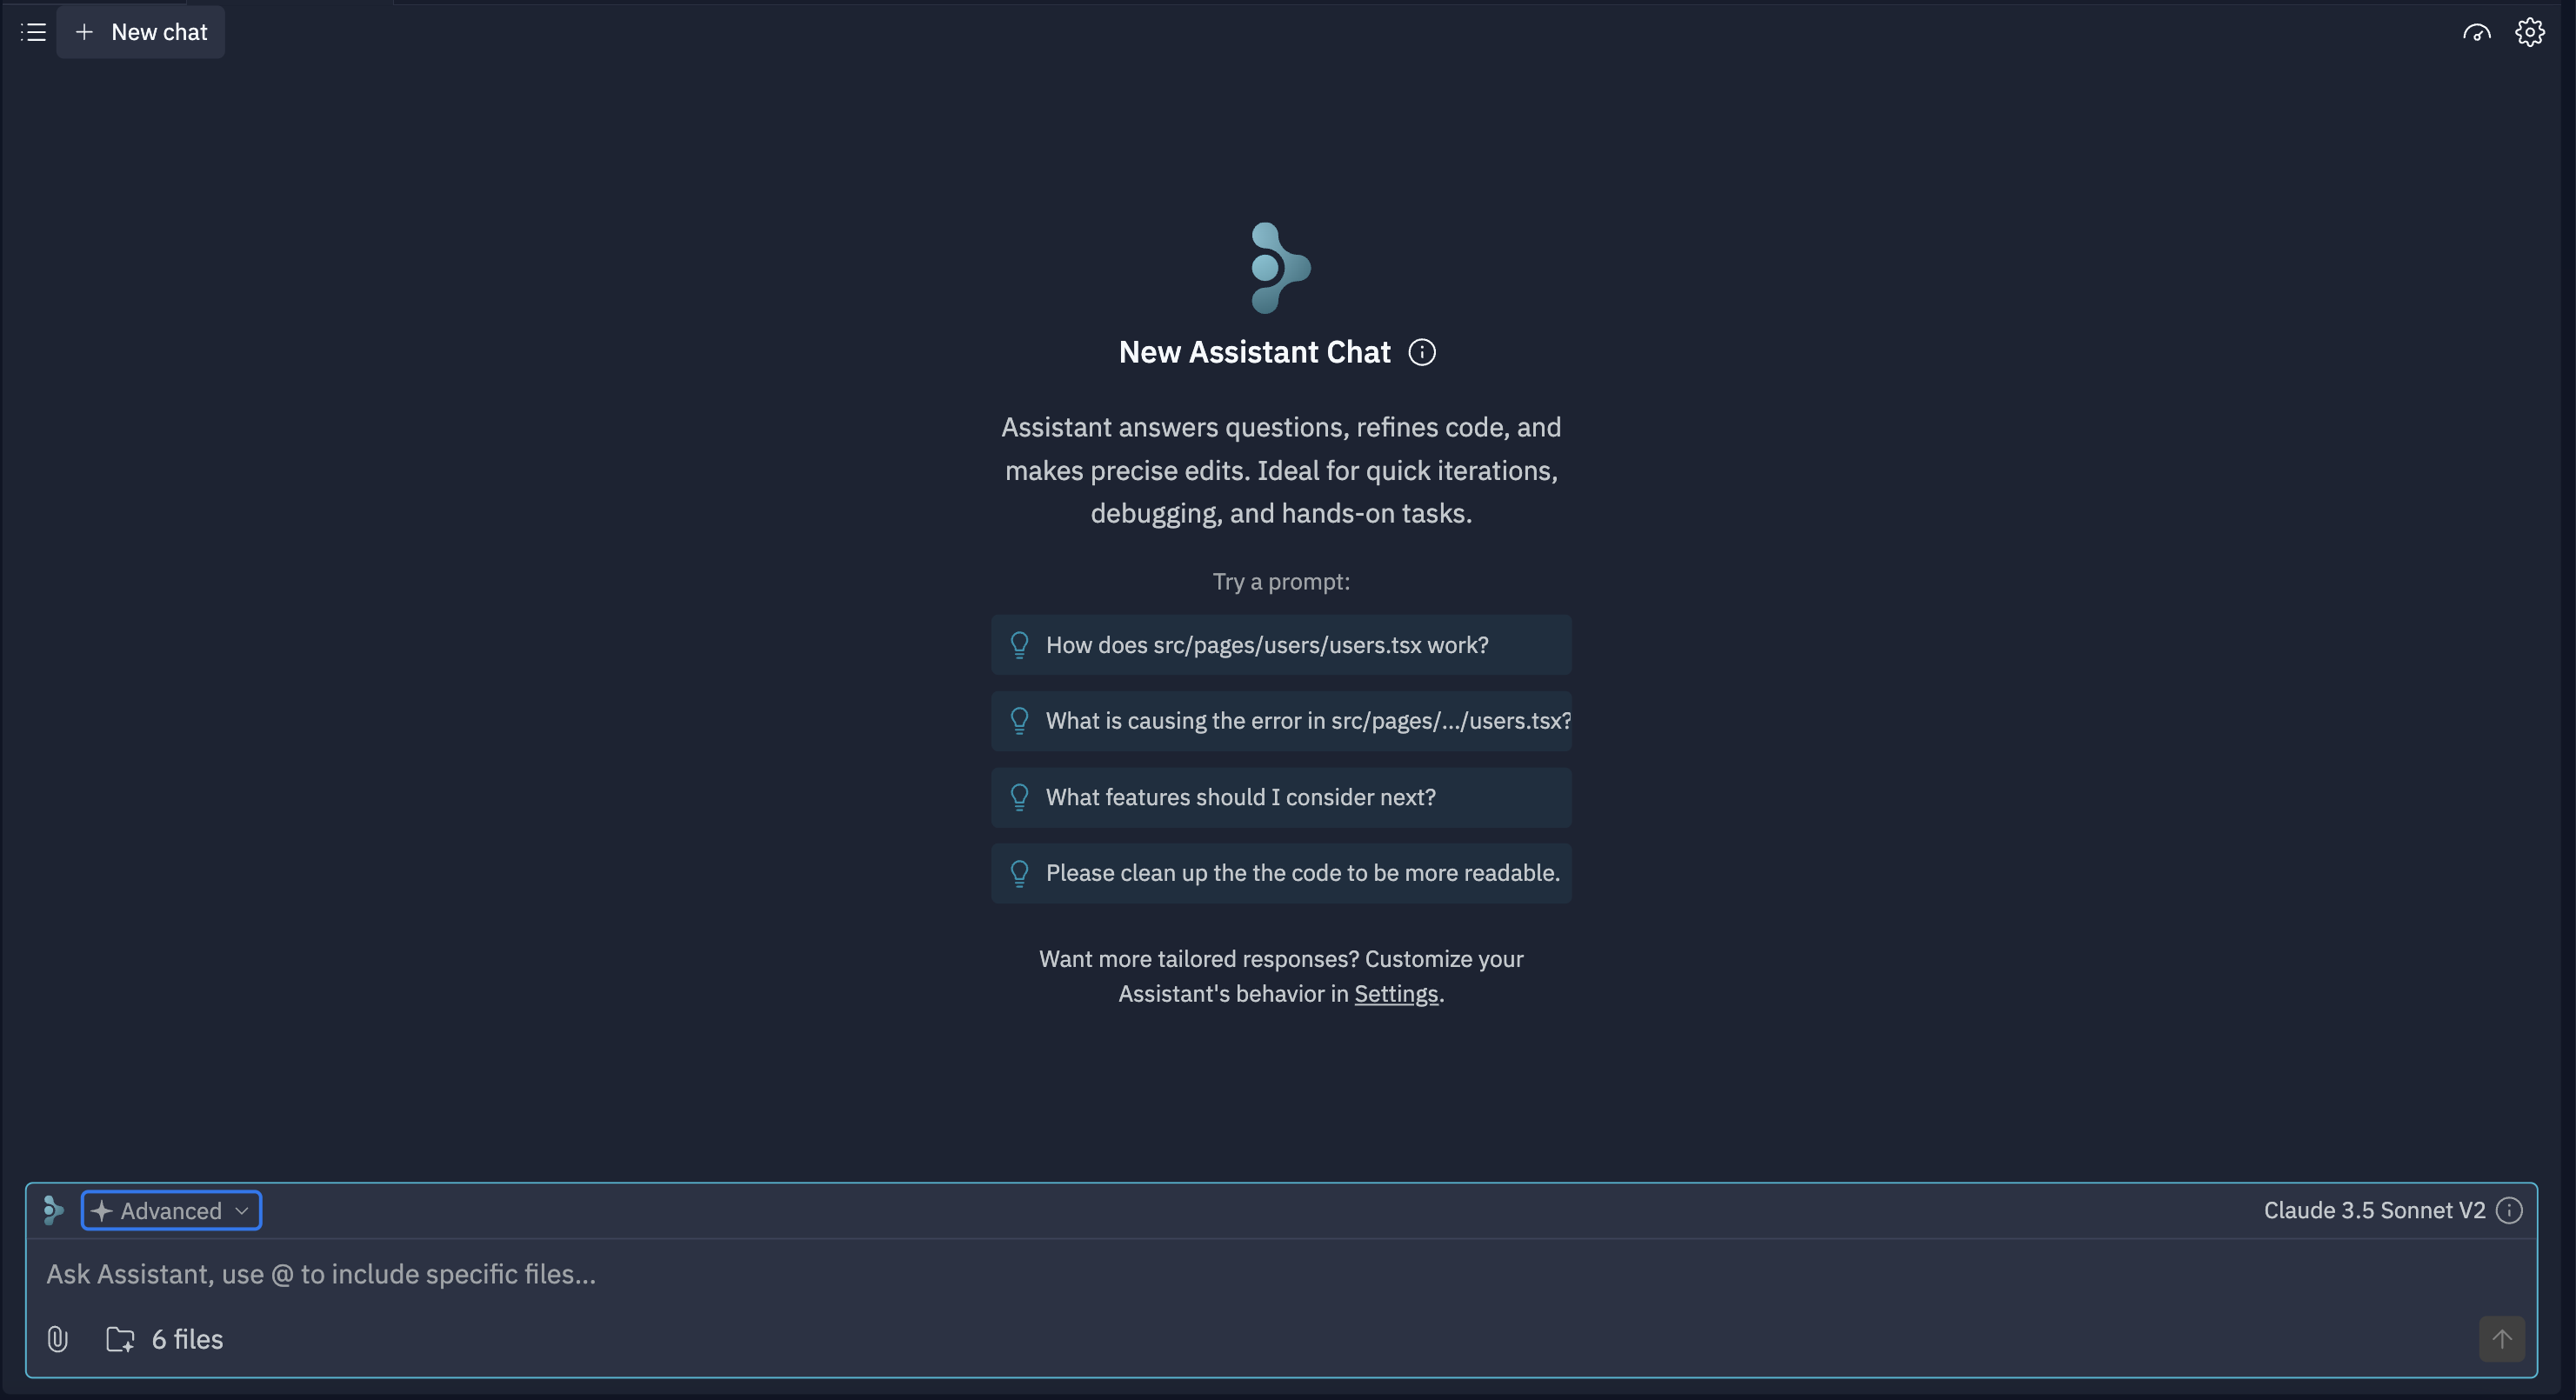 New chat
New Assistant Chat
Assistant answers questions, refines code, and
makes precise edits. Ideal for quick iterations,
debugging, and hands-on tasks.
Try a prompt:
How does src/pages/users/users.tsx work?
What is causing the error in src/pages/.../users.tsx?
What features should I consider next?
Please clean up the the code to be more readable.
Want more tailored responses? Customize your
Assistant's behavior in Settings.
Advanced
Claude 3.5 Sonnet V2
Ask Assistant, use @ to include specific files...
6 files